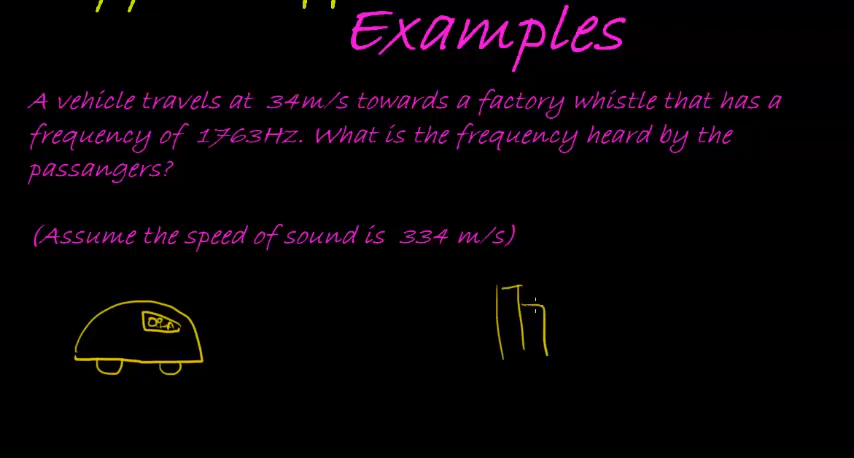 Examples
A vehicle travels at 34m/s towards a factory whistle that has a
frequency of 1763Hz. What is the frequency heard by the
passangers?
(Assume the speed of sound is 334 m/s)